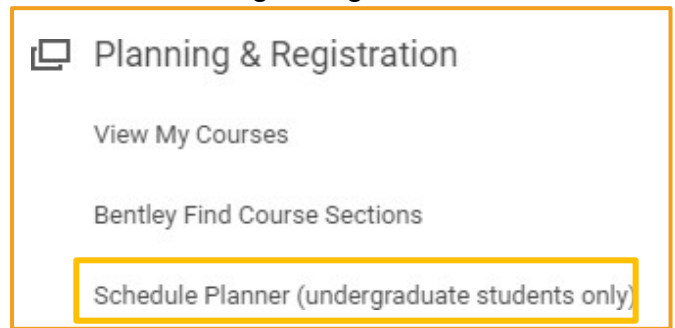 Planning & Registration
View My Courses
Bentley Find Course Sections
Schedule Planner (undergraduate students only)